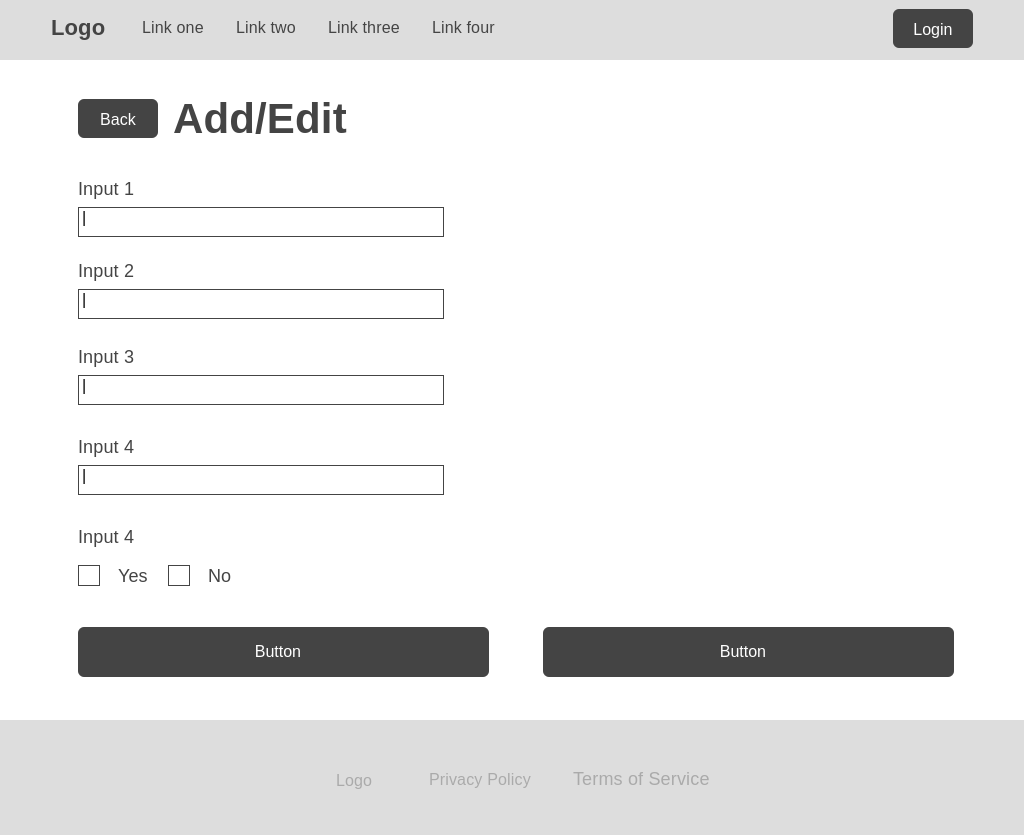 Logo Link one Link two Link three Link four Login
Back Add/Edit
Input 1
Input 2
Input 3
Input 4
Input 4
Yes No
Button Button
Logo Privacy Policy Terms of Service